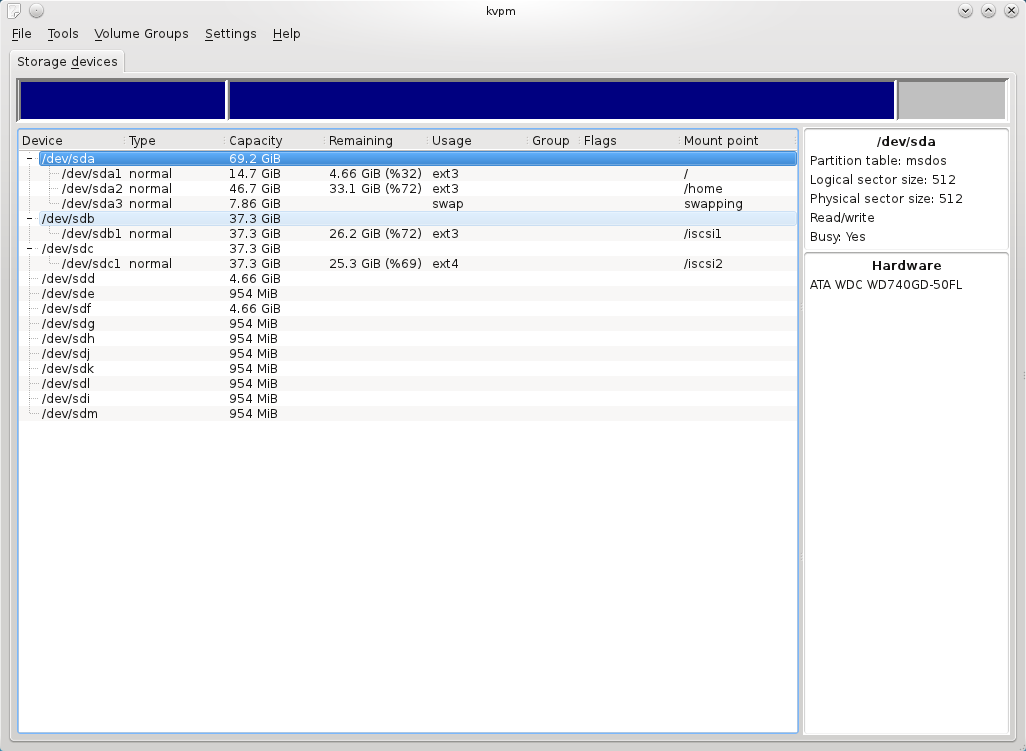 kvpm
File Tools Volume Groups Settings Help
Storage devices
Device Type Capacity Remaining Usage Group Flags Mount point
/dev/sda 69.2 GiB
/dev/sda1 normal 14.7 GiB 4.66 GiB (%32) ext3 /
/dev/sda2 normal 46.7 GiB 33.1 GiB (%72) ext3 /home
/dev/sda3 normal 7.86 GiB swap swapping
/dev/sdb 37.3 GiB
/dev/sdb1 normal 37.3 GiB 26.2 GiB (%72) ext3 /iscsi1
/dev/sdc 37.3 GiB
/dev/sdc1 normal 37.3 GiB 25.3 GiB (%69) ext4 /iscsi2
/dev/sdd 4.66 GiB
/dev/sde 954 MiB
/dev/sdf 4.66 GiB
/dev/sdg 954 MiB
/dev/sdh 954 MiB
/dev/sdj 954 MiB
/dev/sdk 954 MiB
/dev/sdl 954 MiB
/dev/sdi 954 MiB
/dev/sdm 954 MiB
/dev/sda
Partition table: msdos
Logical sector size: 512
Physical sector size: 512
Read/write
Busy: Yes
Hardware
ATA WDC WD740GD-50FL